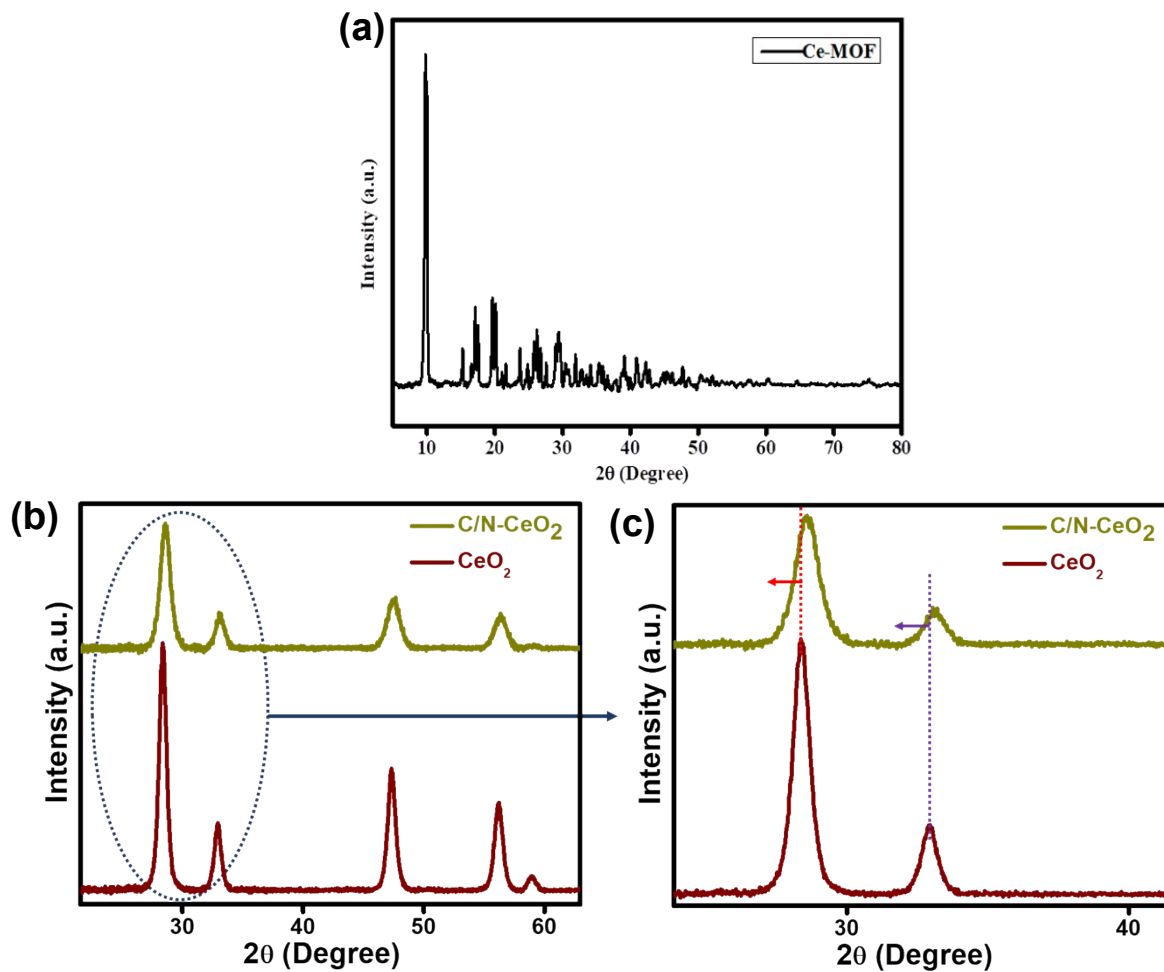 (a)
Ce-MOF
Intensity (a.u.)
10 20 30 40 50 60 70 80
2θ (Degree)
(b)
C/N-CeO2
CeO2
Intensity (a.u.)
30 40 50 60
2θ (Degree)
(c)
C/N-CeO2
CeO2
Intensity (a.u.)
30 40
2θ (Degree)